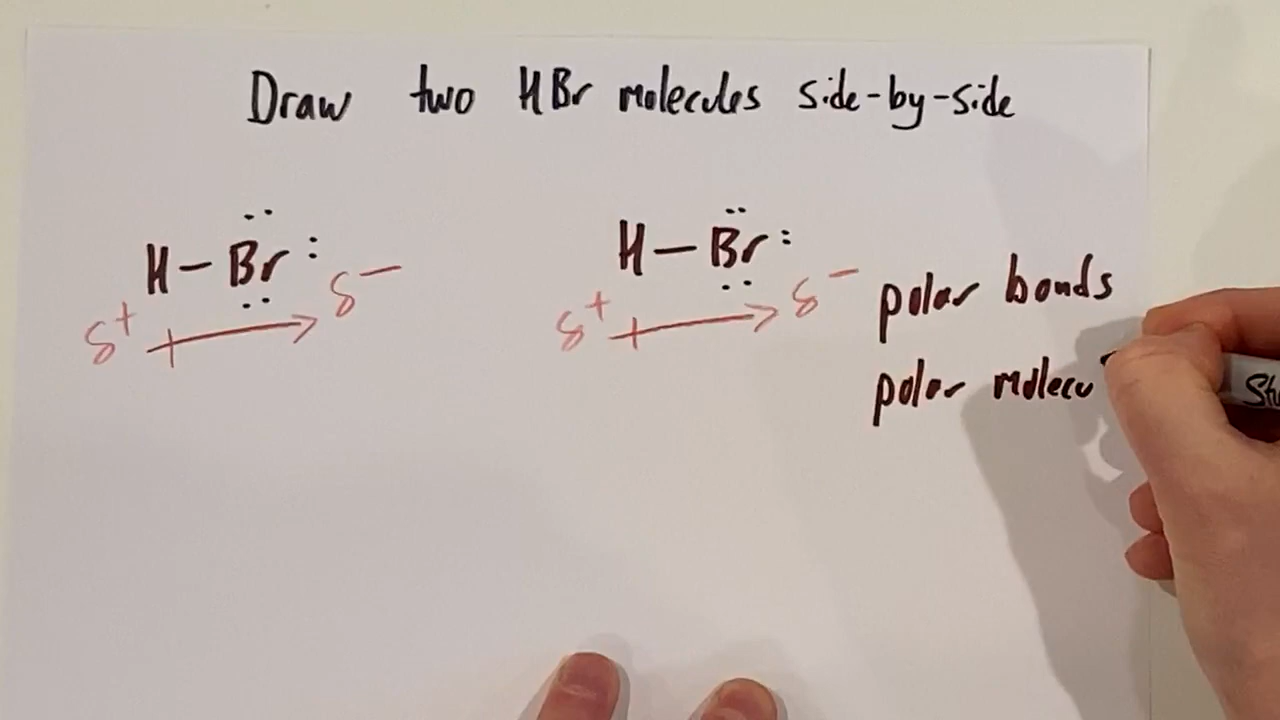 Draw two HBr molecules side-by-side
H-Br: H-Br:
δ+ δ- δ+ δ-
polar bonds
polar molecu